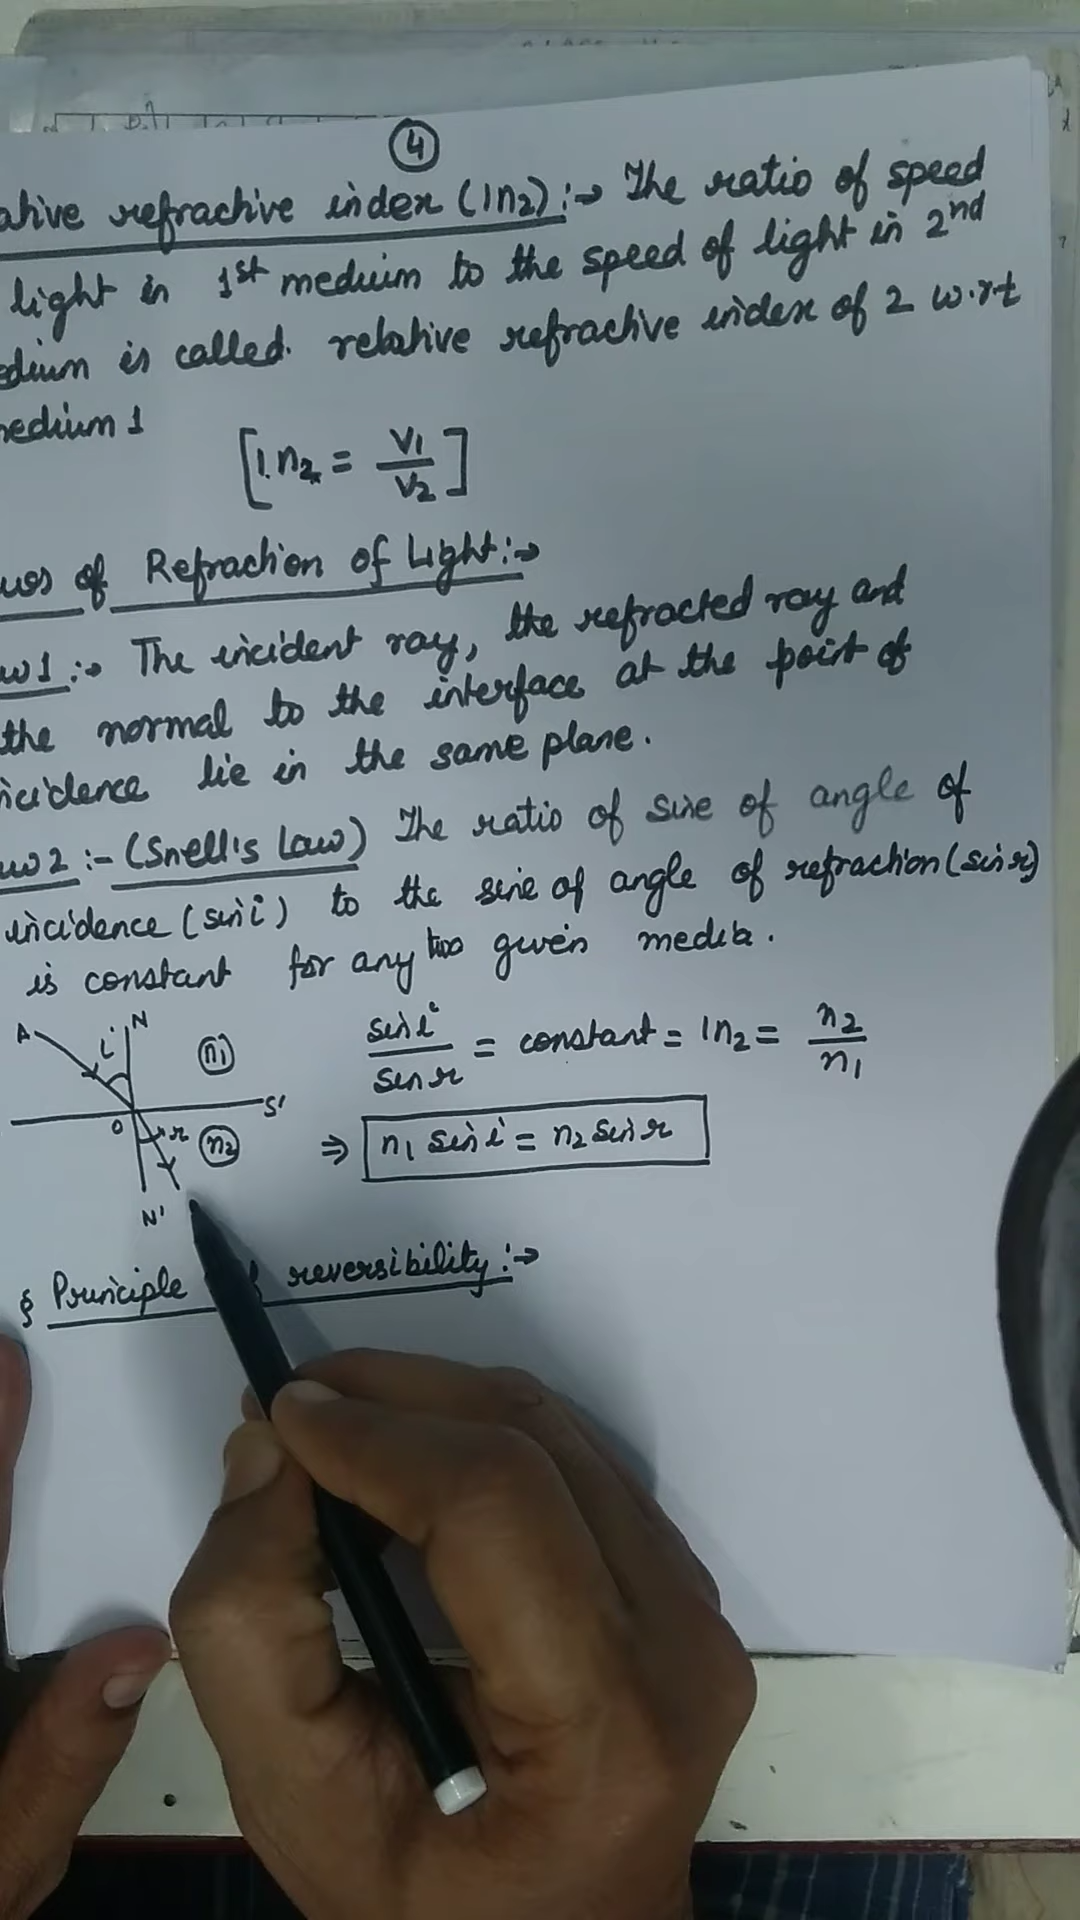 4
ative refractive index (1n2):→ The ratio of speed
light in 1st medium to the speed of light in 2nd
edium is called. relative refractive index of 2 w.r.t
medium 1
[1n2 = V1/V2]
ws of Refraction of Light:→
w1:→ The incident ray, the refracted ray and
the normal to the interface at the point of
incidence lie in the same plane.
w2:- (Snell's Law) The ratio of sine of angle of
incidence (sin i) to the sine of angle of refraction (sin r)
is constant for any two given media.
A i N n1
sin i/sin r = constant = 1n2 = n2/n1
O r n2 S'
⇒ n1 sin i = n2 sin r
N'
§ Principle of reversibility:→